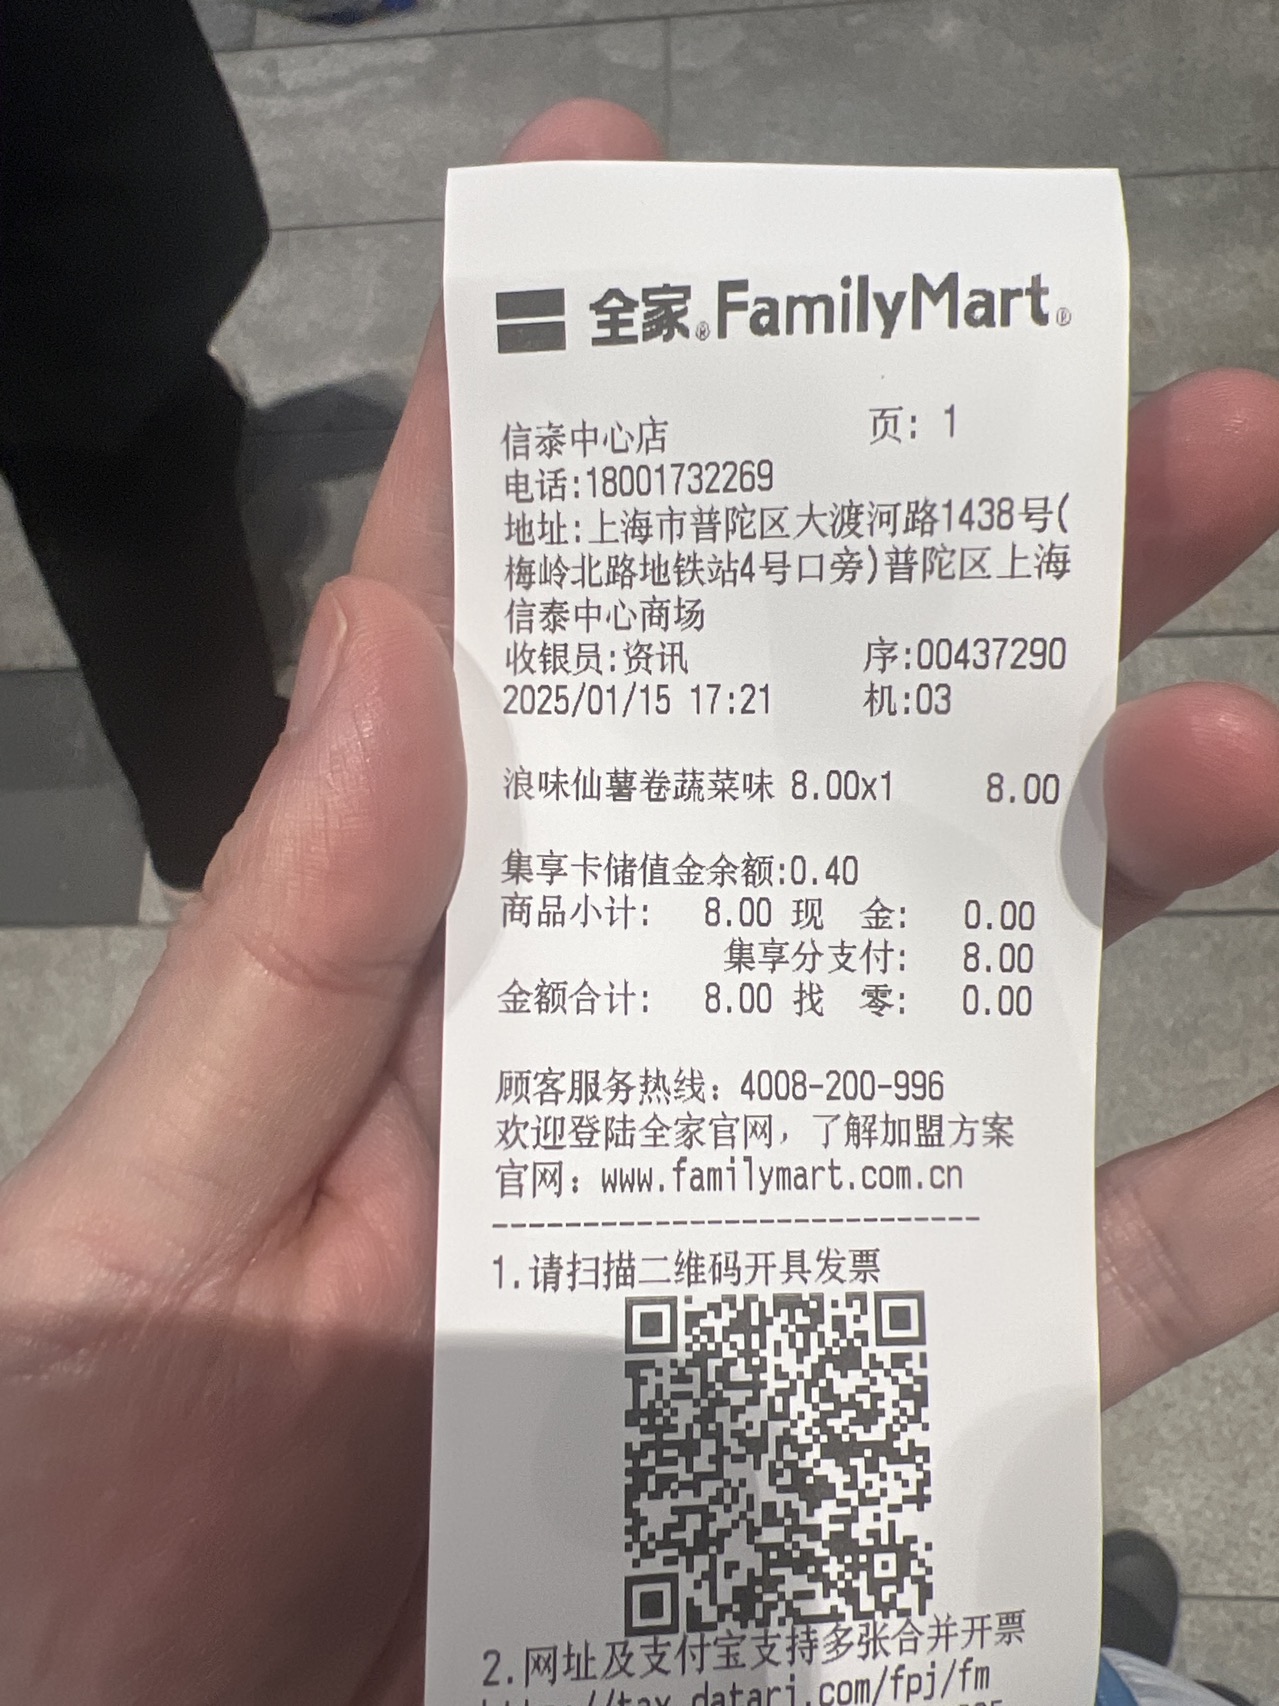 全家®FamilyMart®
信泰中心店 页: 1
电话:18001732269
地址:上海市普陀区大渡河路1438号(
梅岭北路地铁站4号口旁)普陀区上海
信泰中心商场
收银员:资讯 序:00437290
2025/01/15 17:21 机:03
浪味仙薯卷蔬菜味 8.00x1 8.00
集享卡储值金余额:0.40
商品小计: 8.00 现 金: 0.00
集享分支付: 8.00
金额合计: 8.00 找 零: 0.00
顾客服务热线: 4008-200-996
欢迎登陆全家官网，了解加盟方案
官网: www.familymart.com.cn
----------------------------
1.请扫描二维码开具发票
2.网址及支付宝支持多张合并开票